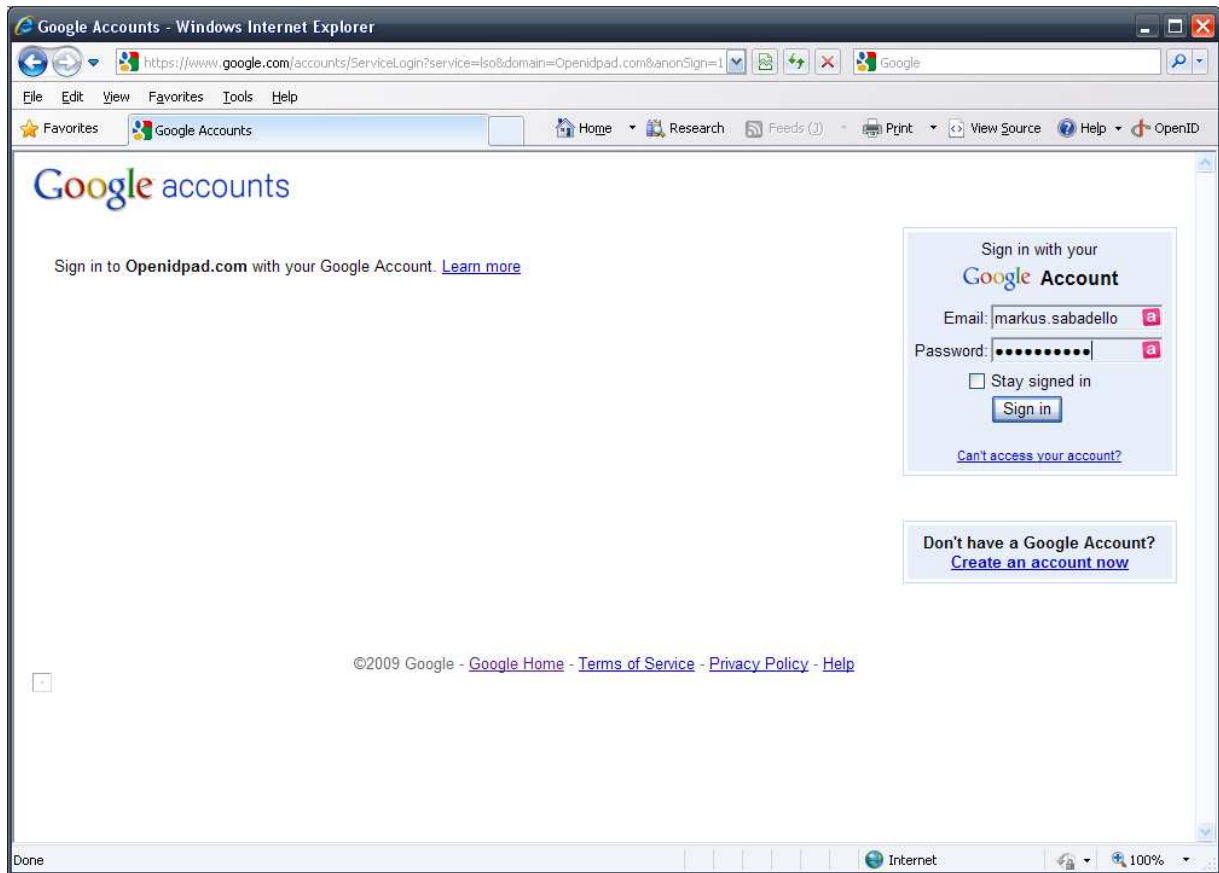 Google Accounts - Windows Internet Explorer
https://www.google.com/accounts/ServiceLogin?service=lso&domain=Openidpad.com&anonSign=1
Google
File Edit View Favorites Tools Help
Favorites Google Accounts Home Research Feeds (J) Print View Source Help OpenID
Google accounts
Sign in to Openidpad.com with your Google Account. Learn more
Sign in with your
Google Account
Email: markus.sabadello a
Password: •••••••••• a
Stay signed in
Sign in
Can't access your account?
Don't have a Google Account?
Create an account now
©2009 Google - Google Home - Terms of Service - Privacy Policy - Help
Done Internet 100%